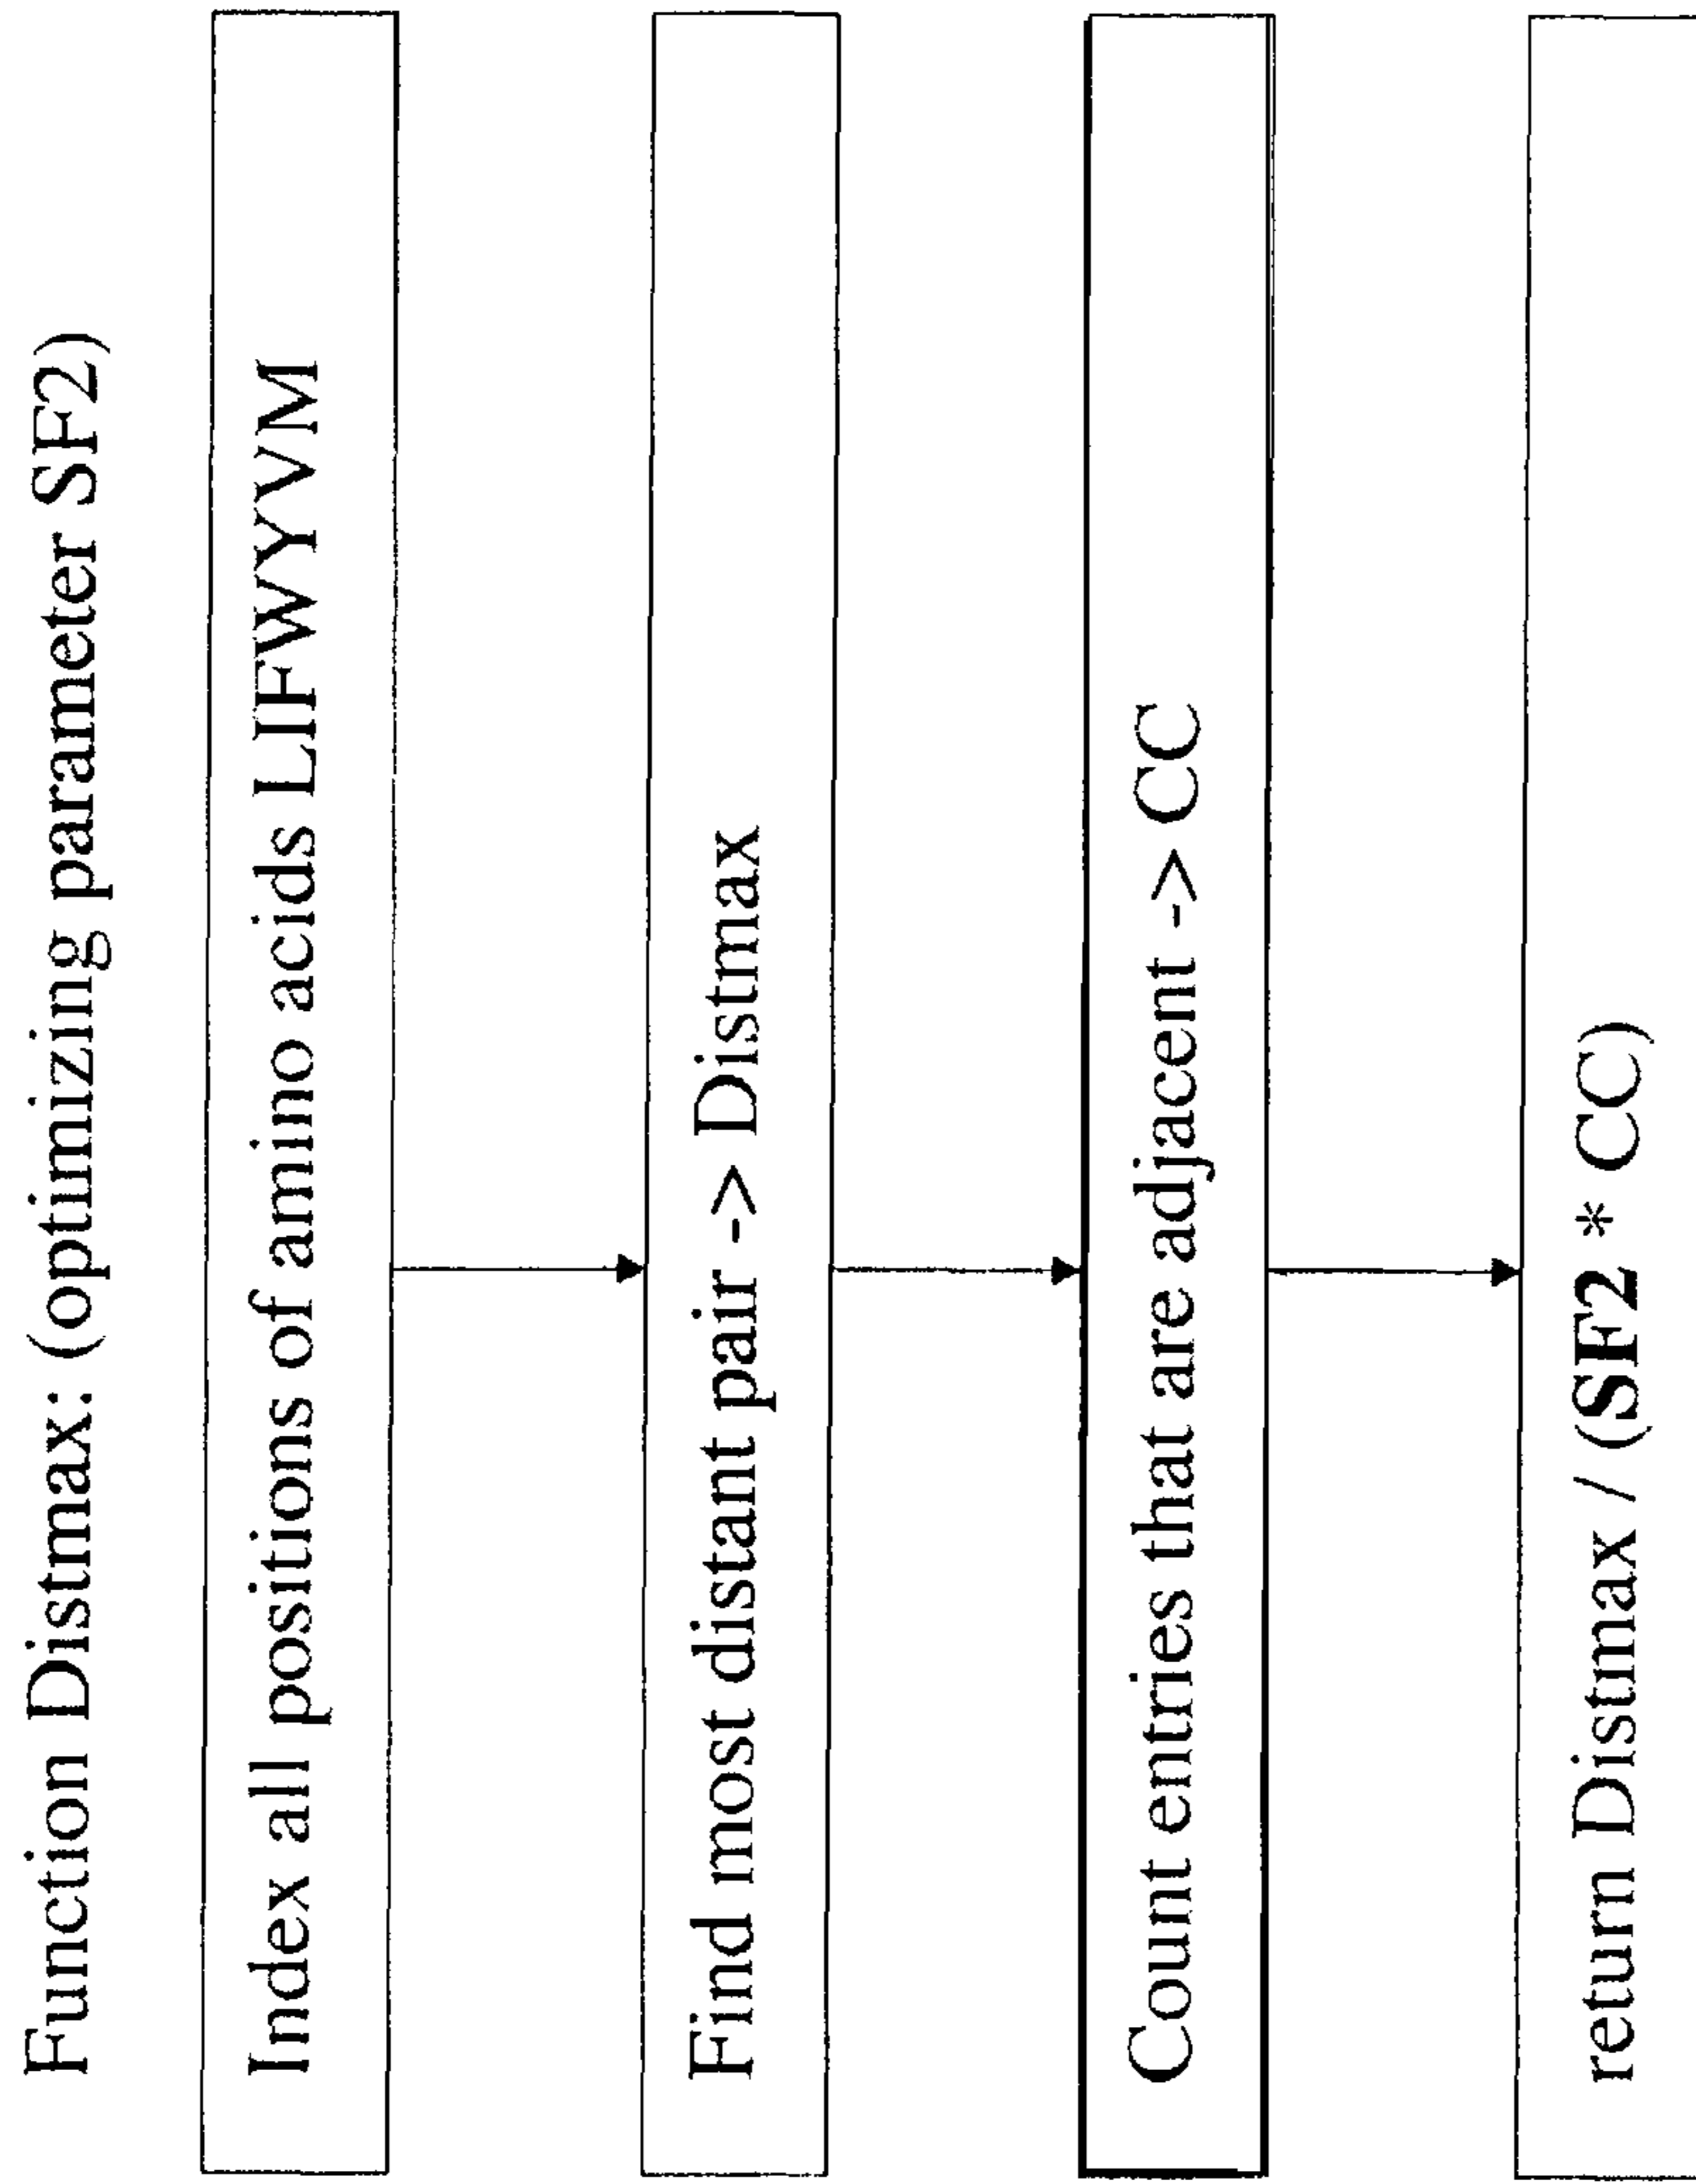 Function Distmax: (optimizing parameter SF2)
Index all positions of amino acids LIFWYVM
Find most distant pair -> Distmax
Count entries that are adjacent -> CC
return Distmax / (SF2 * CC)